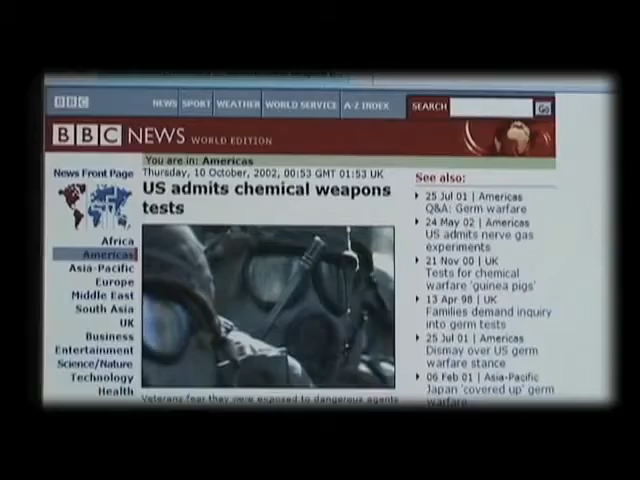 BBC
NEWS SPORT WEATHER WORLD SERVICE A-Z INDEX
SEARCH
Go
BBC NEWS WORLD EDITION
You are in: Americas
News Front Page
Africa
Americas
Asia-Pacific
Europe
Middle East
South Asia
UK
Business
Entertainment
Science/Nature
Technology
Health
Thursday, 10 October, 2002, 00:53 GMT 01:53 UK
US admits chemical weapons
tests
Veterans fear they were exposed to dangerous agents
See also:
25 Jul 01 | Americas
Q&A: Germ warfare
24 May 02 | Americas
US admits nerve gas
experiments
21 Nov 00 | UK
Tests for chemical
warfare 'guinea pigs'
13 Apr 98 | UK
Families demand inquiry
into germ tests
25 Jul 01 | Americas
Dismay over US germ
warfare stance
06 Feb 01 | Asia-Pacific
Japan 'covered up' germ
warfare